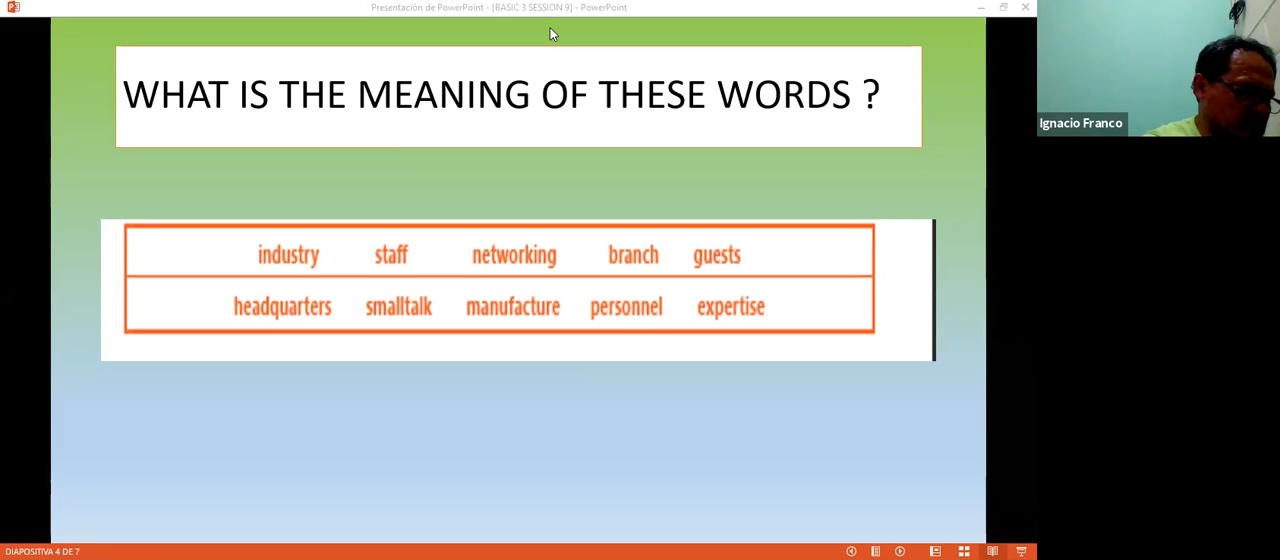 Presentación de PowerPoint - [BASIC 3 SESSION 9] - PowerPoint
WHAT IS THE MEANING OF THESE WORDS ?
Ignacio Franco
industry staff networking branch guests
headquarters smalltalk manufacture personnel expertise
DIAPOSITIVA 4 DE 7